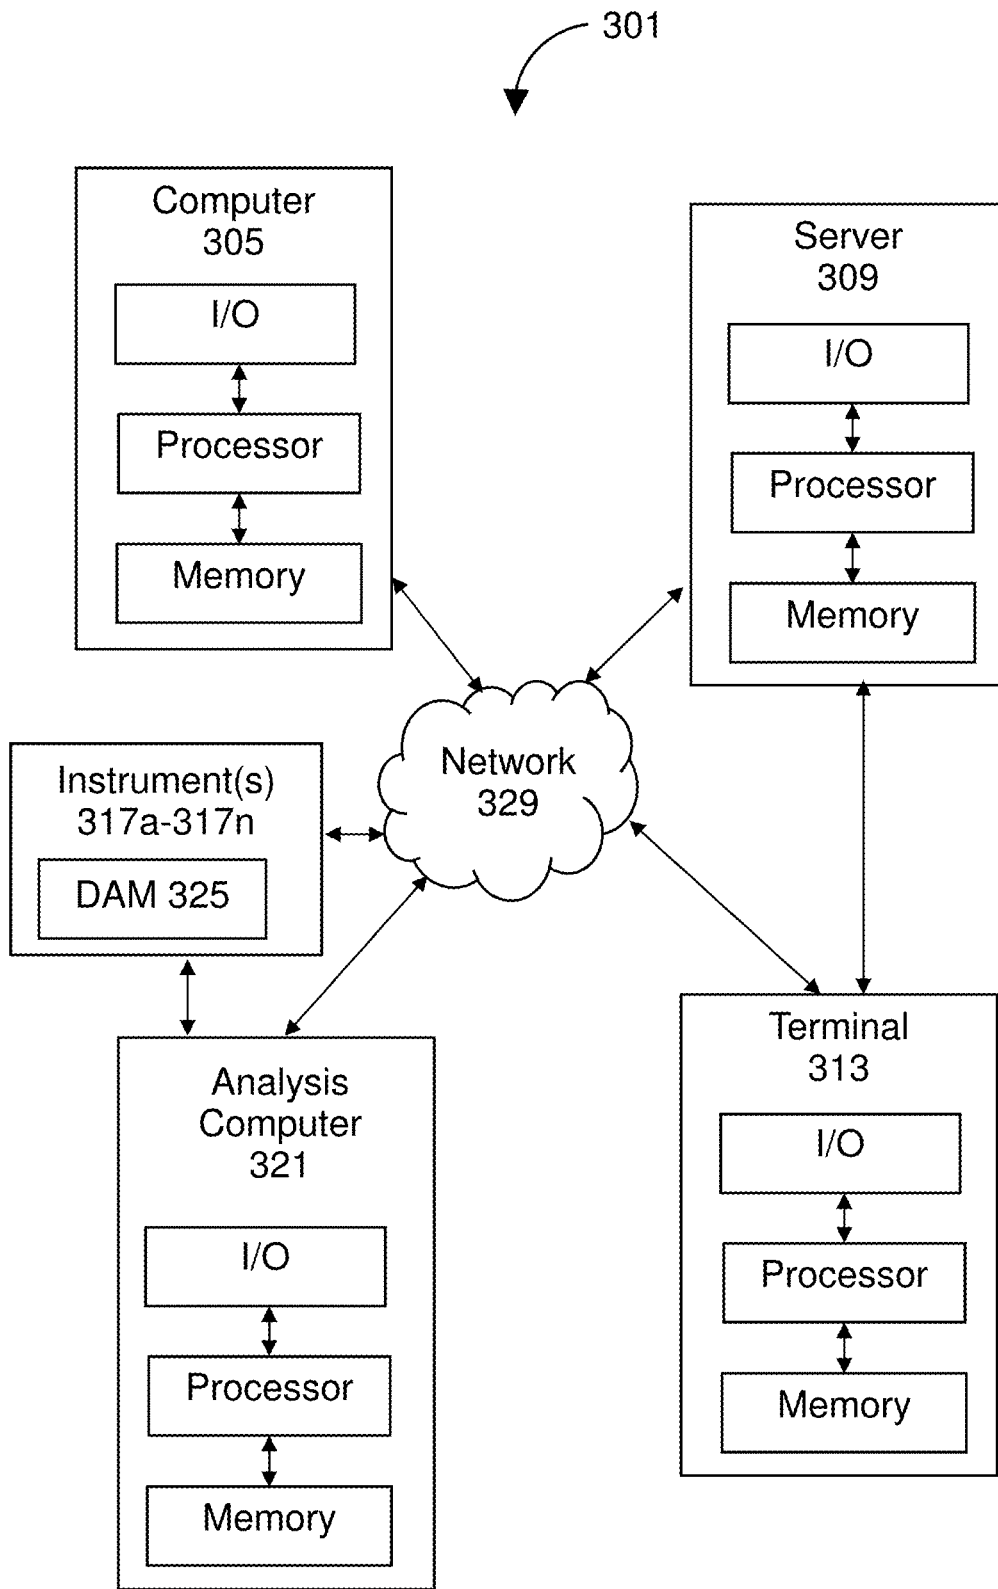 301
Computer
305
I/O
Processor
Memory
Server
309
I/O
Processor
Memory
Network
329
Instrument(s)
317a-317n
DAM 325
Analysis
Computer
321
I/O
Processor
Memory
Terminal
313
I/O
Processor
Memory